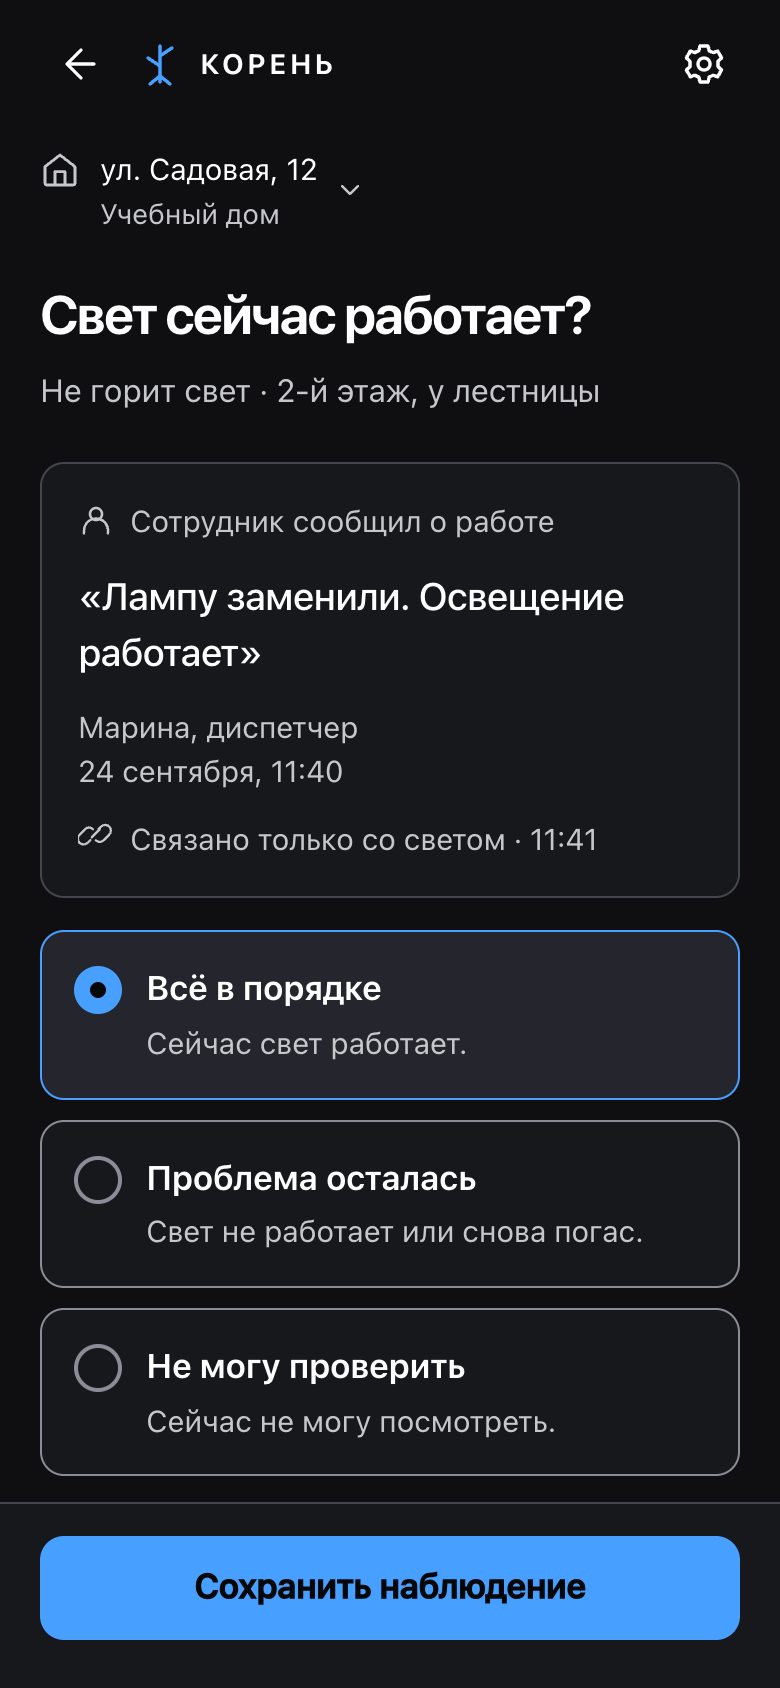 КОРЕНЬ
ул. Садовая, 12
Учебный дом
Свет сейчас работает?
Не горит свет · 2-й этаж, у лестницы
Сотрудник сообщил о работе
«Лампу заменили. Освещение
работает»
Марина, диспетчер
24 сентября, 11:40
Связано только со светом · 11:41
Всё в порядке
Сейчас свет работает.
Проблема осталась
Свет не работает или снова погас.
Не могу проверить
Сейчас не могу посмотреть.
Сохранить наблюдение